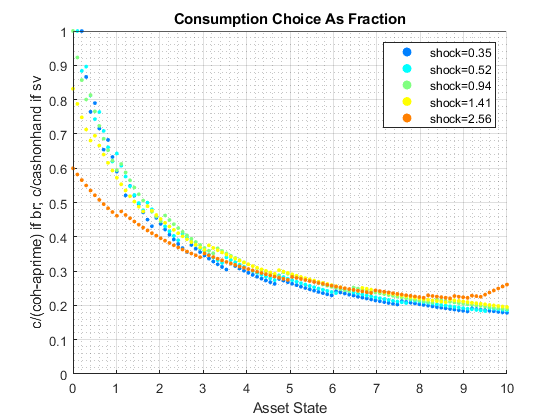 Consumption Choice As Fraction
c/(coh-aprime) if br, c/cashonhand if sv
1
0.9
0.8
0.7
0.6
0.5
0.4
0.3
0.2
0.1
0
shock=0.35
shock=0.52
shock=0.94
shock=1.41
shock=2.56
0 1 2 3 4 5 6 7 8 9 10
Asset State